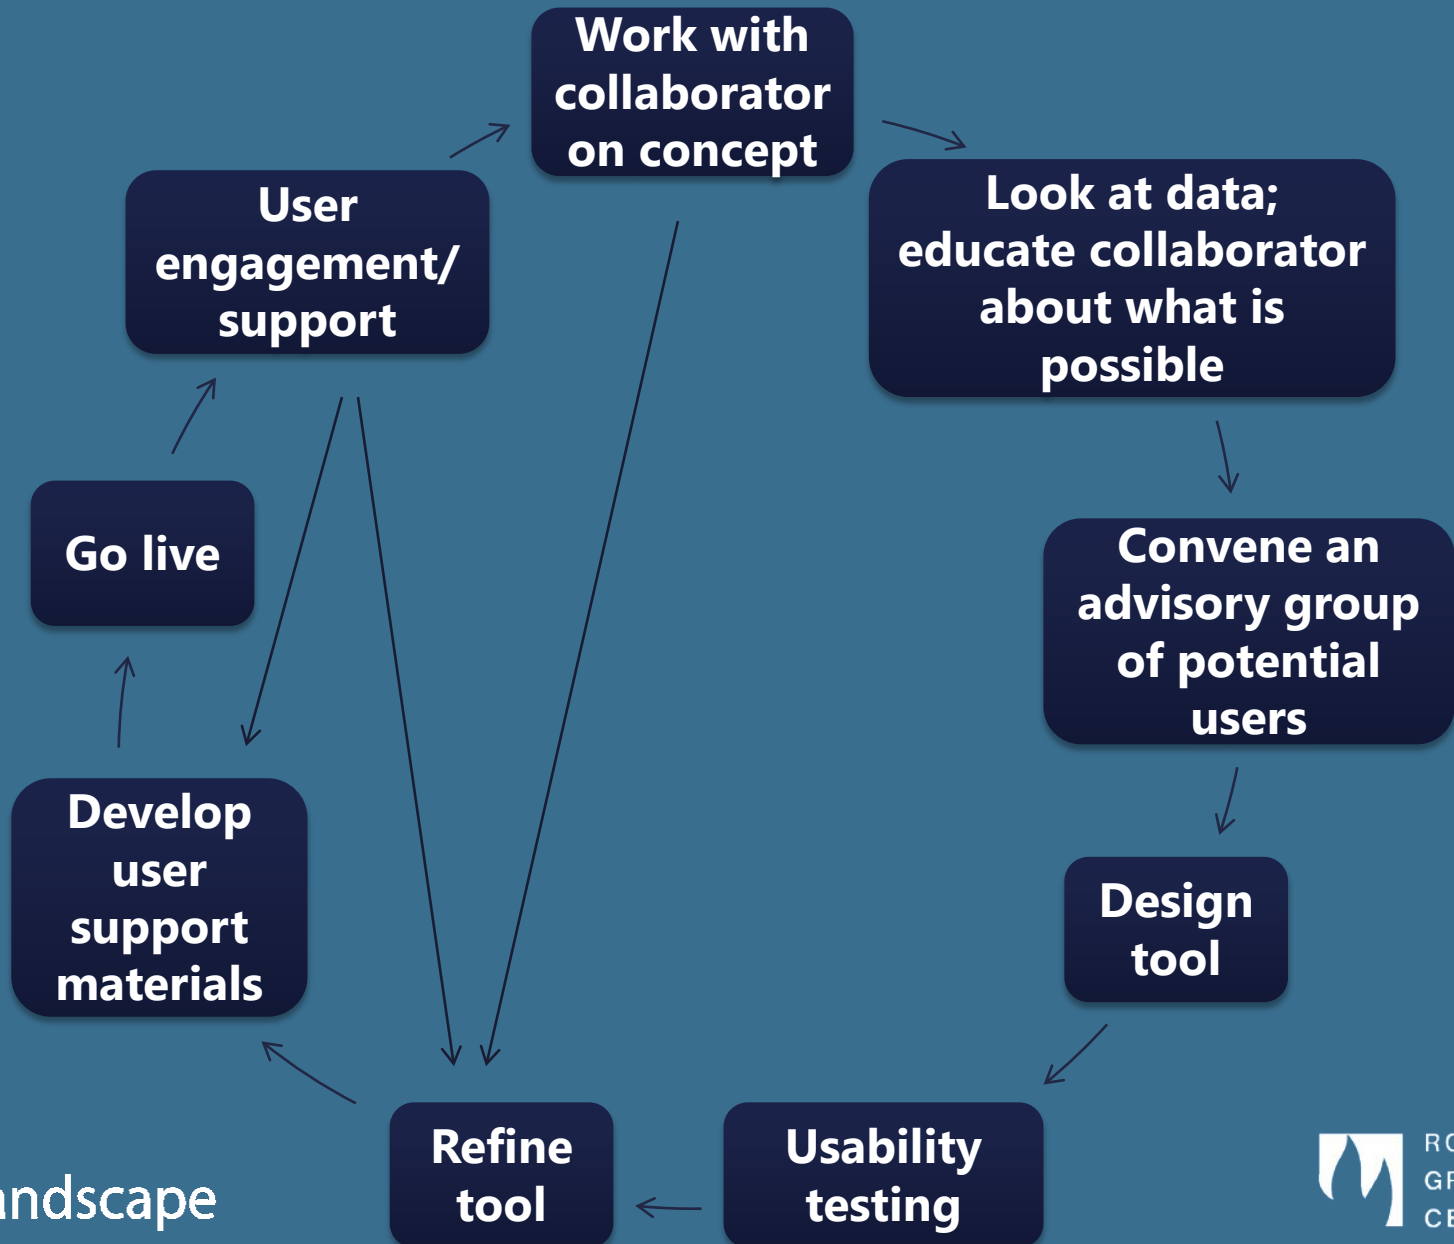 Work with
collaborator
on concept
Look at data;
educate collaborator
about what is
possible
Convene an
advisory group
of potential
users
Design
tool
Usability
testing
Refine
tool
Develop
user
support
materials
Go live
User
engagement/
support